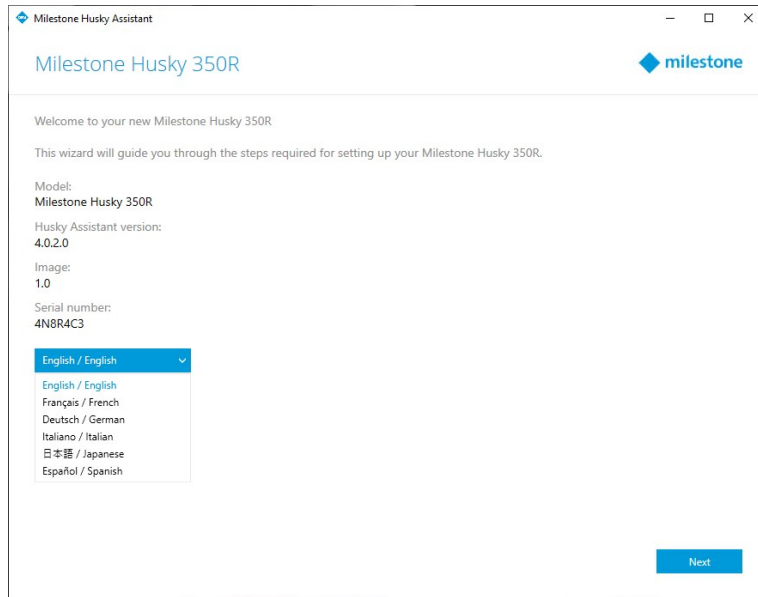 Milestone Husky Assistant
Milestone Husky 350R
milestone
Welcome to your new Milestone Husky 350R
This wizard will guide you through the steps required for setting up your Milestone Husky 350R.
Model:
Milestone Husky 350R
Husky Assistant version:
4.0.2.0
Image:
1.0
Serial number:
4N8R4C3
English / English
English / English
Français / French
Deutsch / German
Italiano / Italian
日本語 / Japanese
Español / Spanish
Next